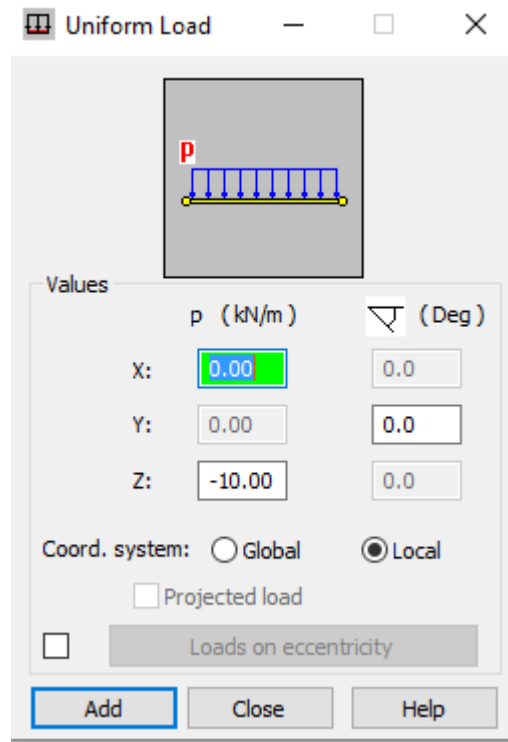 Uniform Load
p
Values
p (kN/m) (Deg)
X: 0.00 0.0
Y: 0.00 0.0
Z: -10.00 0.0
Coord. system: Global Local
Projected load
Loads on eccentricity
Add Close Help